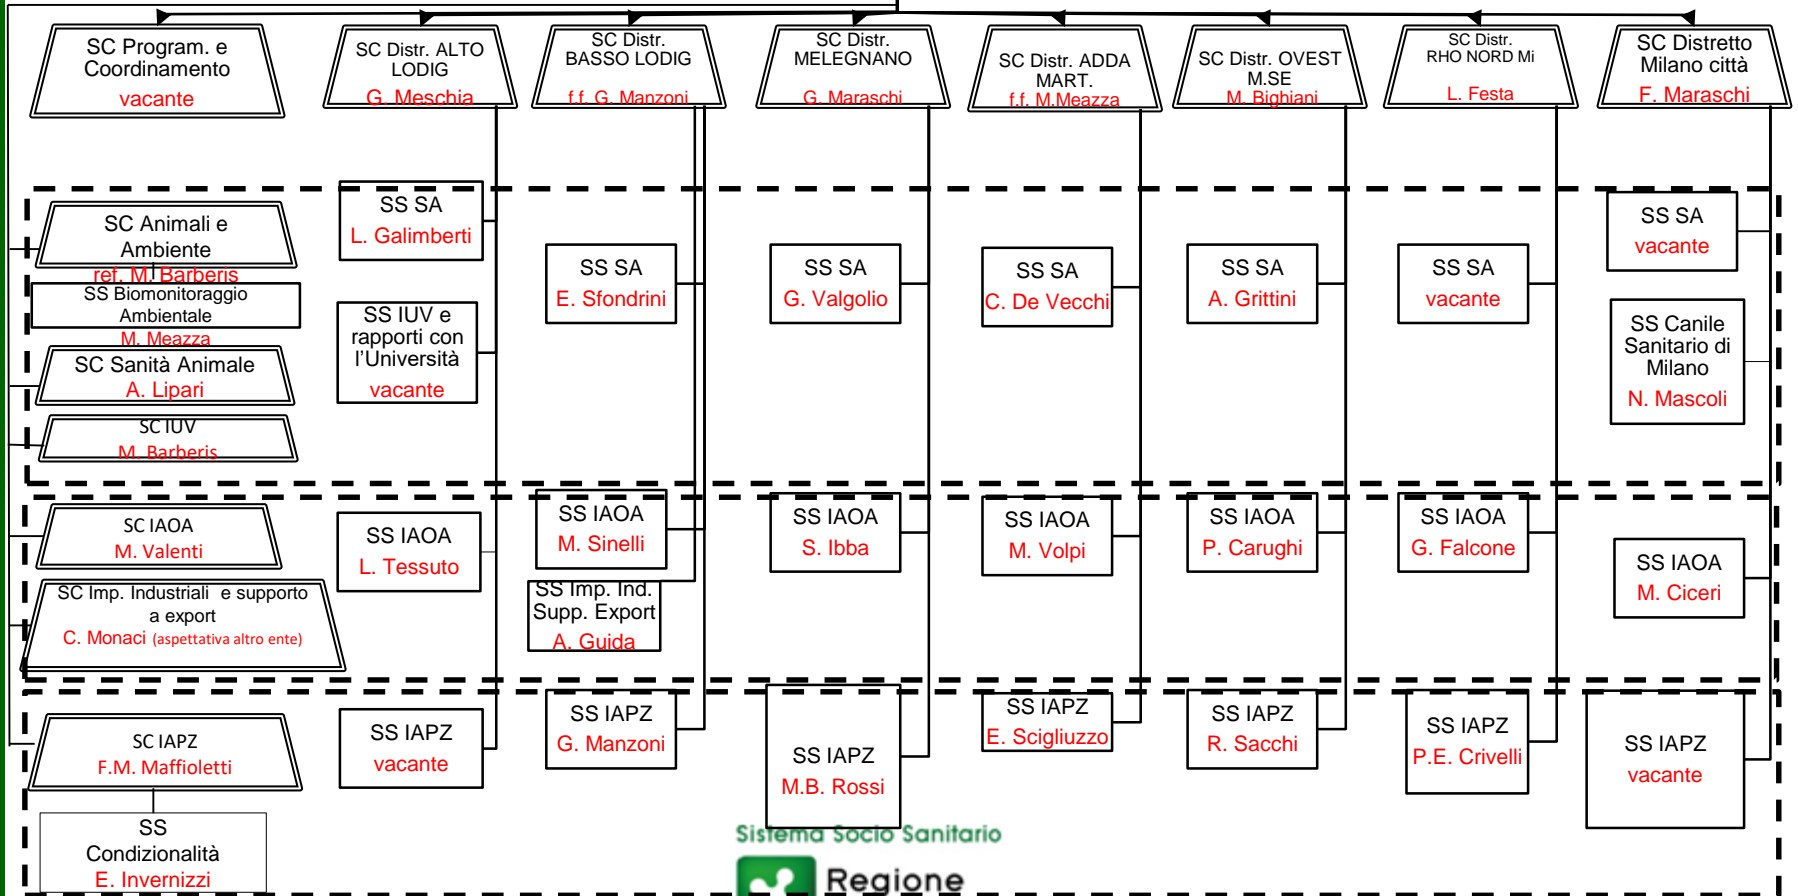 SC Program. e
Coordinamento
vacante
SC Distr. ALTO
LODIG
G. Meschia
SC Distr.
BASSO LODIG
f.f. G. Manzoni
SC Distr.
MELEGNANO
G. Maraschi
SC Distr. ADDA
MART.
f.f. M.Meazza
SC Distr. OVEST
M.SE
M. Bighiani
SC Distr.
RHO NORD Mi
L. Festa
SC Distretto
Milano città
F. Maraschi
SC Animali e
Ambiente
ref. M. Barberis
SS Biomonitoraggio
Ambientale
M. Meazza
SC Sanità Animale
A. Lipari
SC IUV
M. Barberis
SS SA
L. Galimberti
SS IUV e
rapporti con
l'Università
vacante
SS SA
E. Sfondrini
SS SA
G. Valgolio
SS SA
C. De Vecchi
SS SA
A. Grittini
SS SA
vacante
SS SA
vacante
SS Canile
Sanitario di
Milano
N. Mascoli
SC IAOA
M. Valenti
SC Imp. Industriali e supporto
a export
C. Monaci (aspettativa altro ente)
SS IAOA
L. Tessuto
SS IAOA
M. Sinelli
SS Imp. Ind.
Supp. Export
A. Guida
SS IAOA
S. Ibba
SS IAOA
M. Volpi
SS IAOA
P. Carughi
SS IAOA
G. Falcone
SS IAOA
M. Ciceri
SC IAPZ
F.M. Maffioletti
SS
Condizionalità
E. Invernizzi
SS IAPZ
vacante
SS IAPZ
G. Manzoni
SS IAPZ
M.B. Rossi
SS IAPZ
E. Scigliuzzo
SS IAPZ
R. Sacchi
SS IAPZ
P.E. Crivelli
SS IAPZ
vacante
Sistema Socio Sanitario
Regione